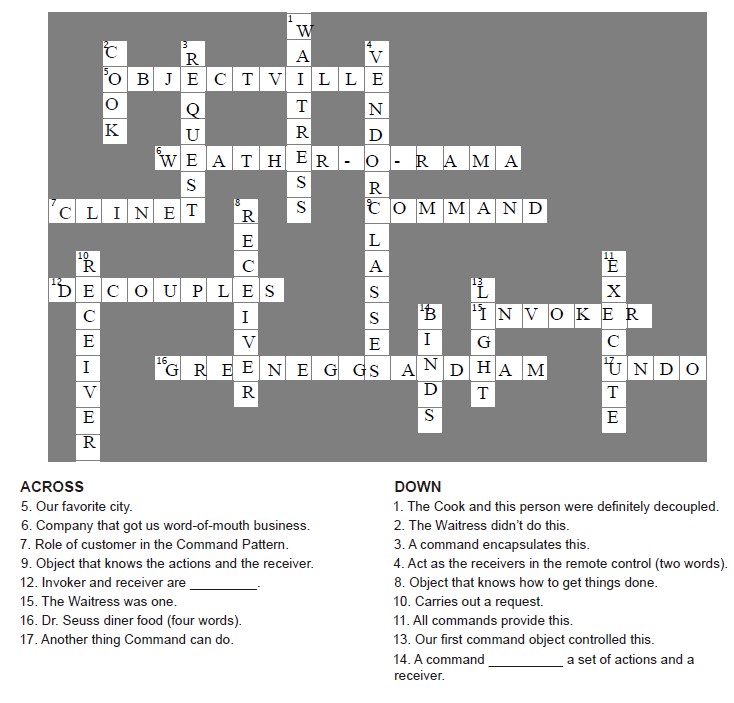 1 W
2 C 3 R A 4 V
5 O B J E C T V I L L E
O Q T N
K U R D
6 W E A T H E R - O - R A M A
S S R
7 C L I N E T 8 R S 9 C O M M A N D
E L
10 R C A 11 E
12 D E C O U P L E S S 13 L X
C I S 14 B 15 I N V O K E R
E V E I G C
I 16 G R E E N E G G S A N D H A M 17 U N D O
V R D T T
E S E
R
ACROSS
5. Our favorite city.
6. Company that got us word-of-mouth business.
7. Role of customer in the Command Pattern.
9. Object that knows the actions and the receiver.
12. Invoker and receiver are __________.
15. The Waitress was one.
16. Dr. Seuss diner food (four words).
17. Another thing Command can do.
DOWN
1. The Cook and this person were definitely decoupled.
2. The Waitress didn’t do this.
3. A command encapsulates this.
4. Act as the receivers in the remote control (two words).
8. Object that knows how to get things done.
10. Carries out a request.
11. All commands provide this.
13. Our first command object controlled this.
14. A command ___________ a set of actions and a
receiver.